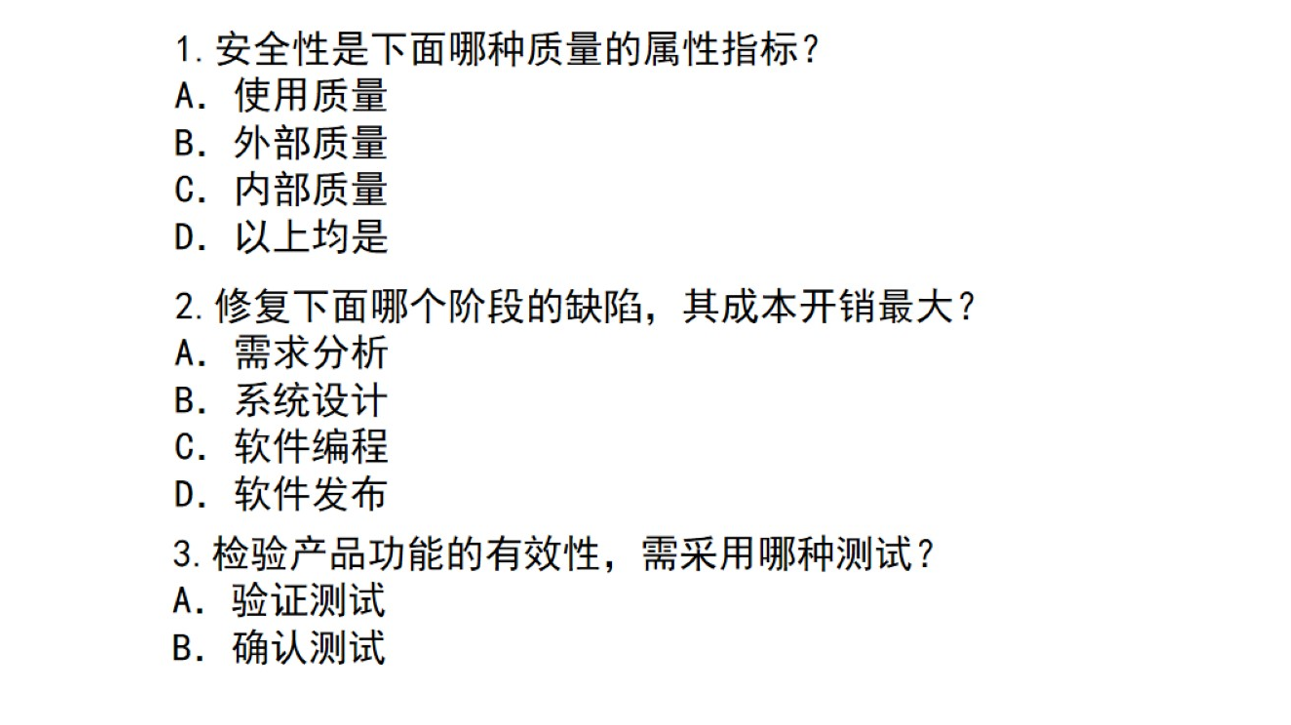 1.安全性是下面哪种质量的属性指标？
A. 使用质量
B. 外部质量
C. 内部质量
D. 以上均是
2.修复下面哪个阶段的缺陷，其成本开销最大？
A. 需求分析
B. 系统设计
C. 软件编程
D. 软件发布
3.检验产品功能的有效性，需采用哪种测试？
A. 验证测试
B. 确认测试